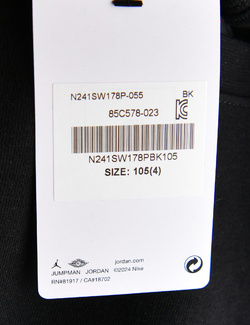 N241SW178P-055 BK
85C578-023
N241SW178PBK105
SIZE: 105(4)
jordan.com
JUMPMAN JORDAN ©2024 Nike
RN#81917 / CA#18702